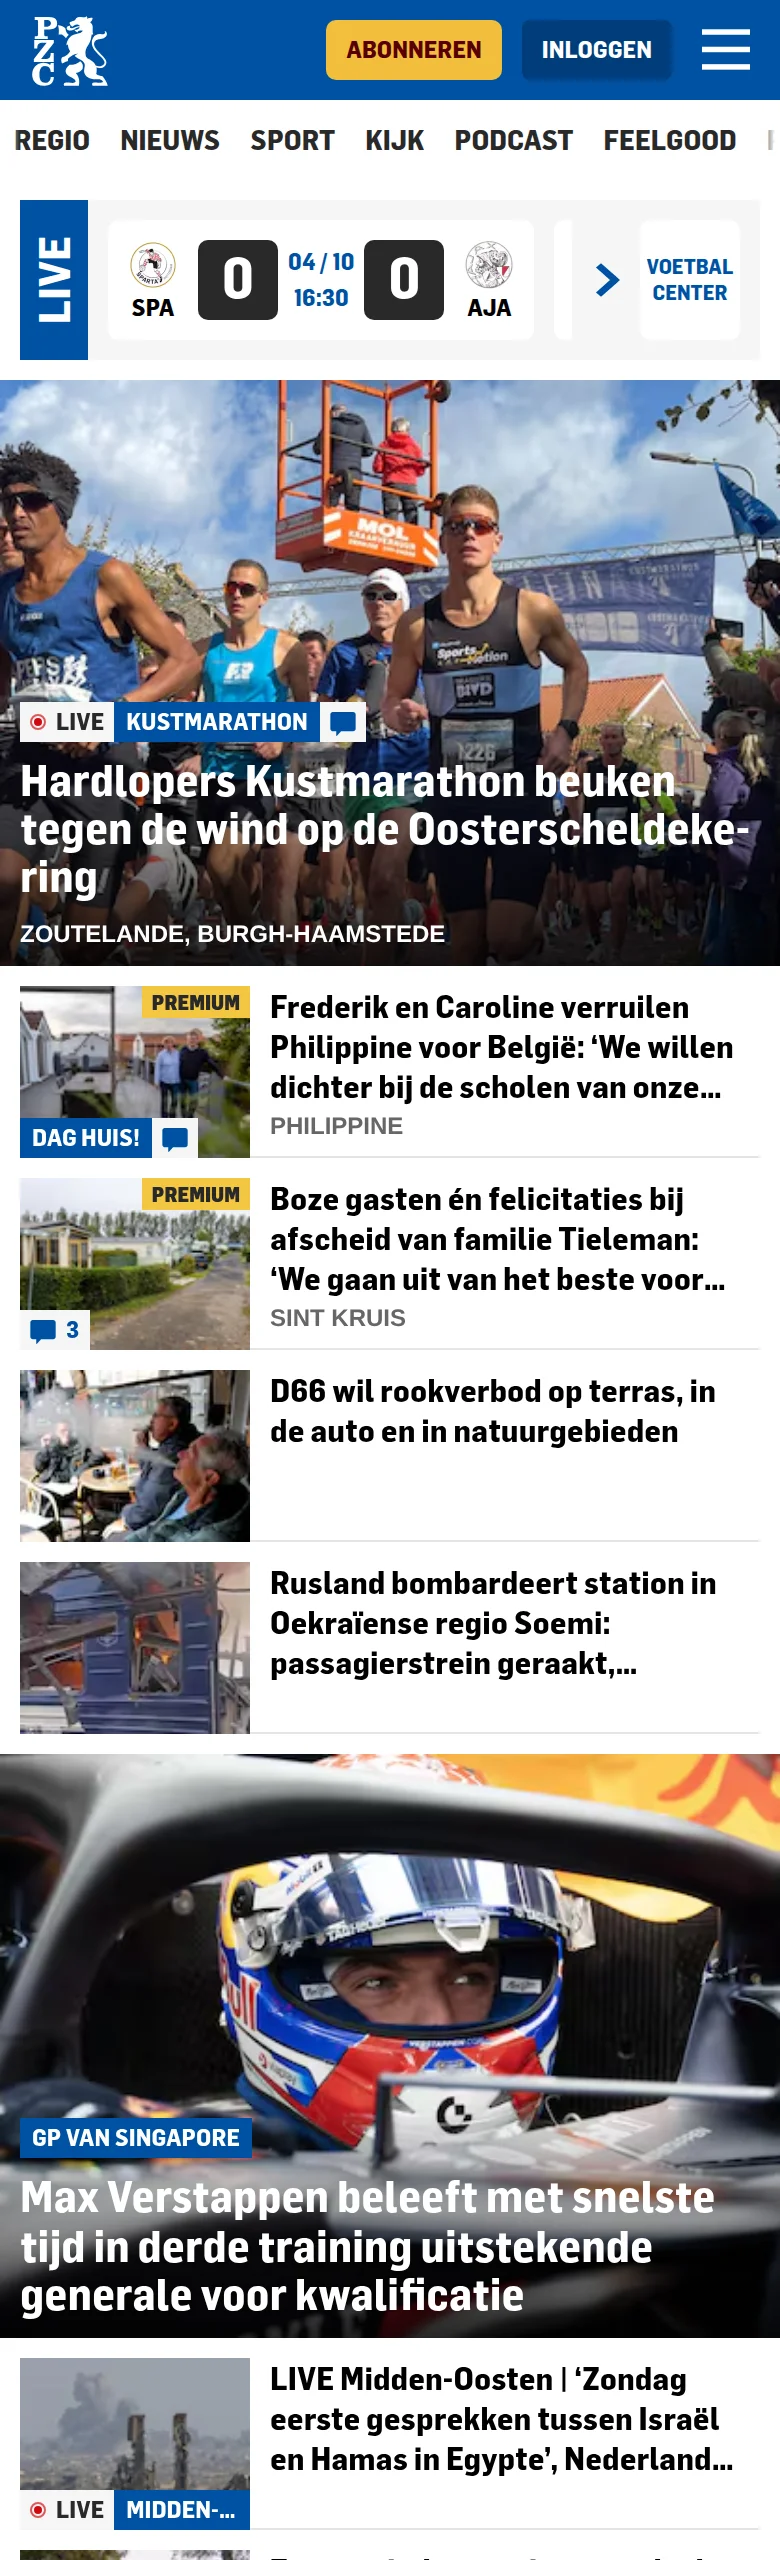 PZC
ABONNEREN
INLOGGEN
REGIO NIEUWS SPORT KIJK PODCAST FEELGOOD
LIVE
SPA
0
04 / 10
16:30
0
AJA
VOETBAL
CENTER
MOL
Sports
Motion
1226
LIVE KUSTMARATHON
Hardlopers Kustmarathon beuken
tegen de wind op de Oosterscheldeke-
ring
ZOUTELANDE, BURGH-HAAMSTEDE
PREMIUM
DAG HUIS!
Frederik en Caroline verruilen
Philippine voor België: ‘We willen
dichter bij de scholen van onze...
PHILIPPINE
PREMIUM
3
Boze gasten én felicitaties bij
afscheid van familie Tieleman:
‘We gaan uit van het beste voor...
SINT KRUIS
D66 wil rookverbod op terras, in
de auto en in natuurgebieden
Rusland bombardeert station in
Oekraïense regio Soemi:
passagierstrein geraakt,...
GP VAN SINGAPORE
Max Verstappen beleeft met snelste
tijd in derde training uitstekende
generale voor kwalificatie
LIVE MIDDEN-...
LIVE Midden-Oosten | ‘Zondag
eerste gesprekken tussen Israël
en Hamas in Egypte’, Nederland...